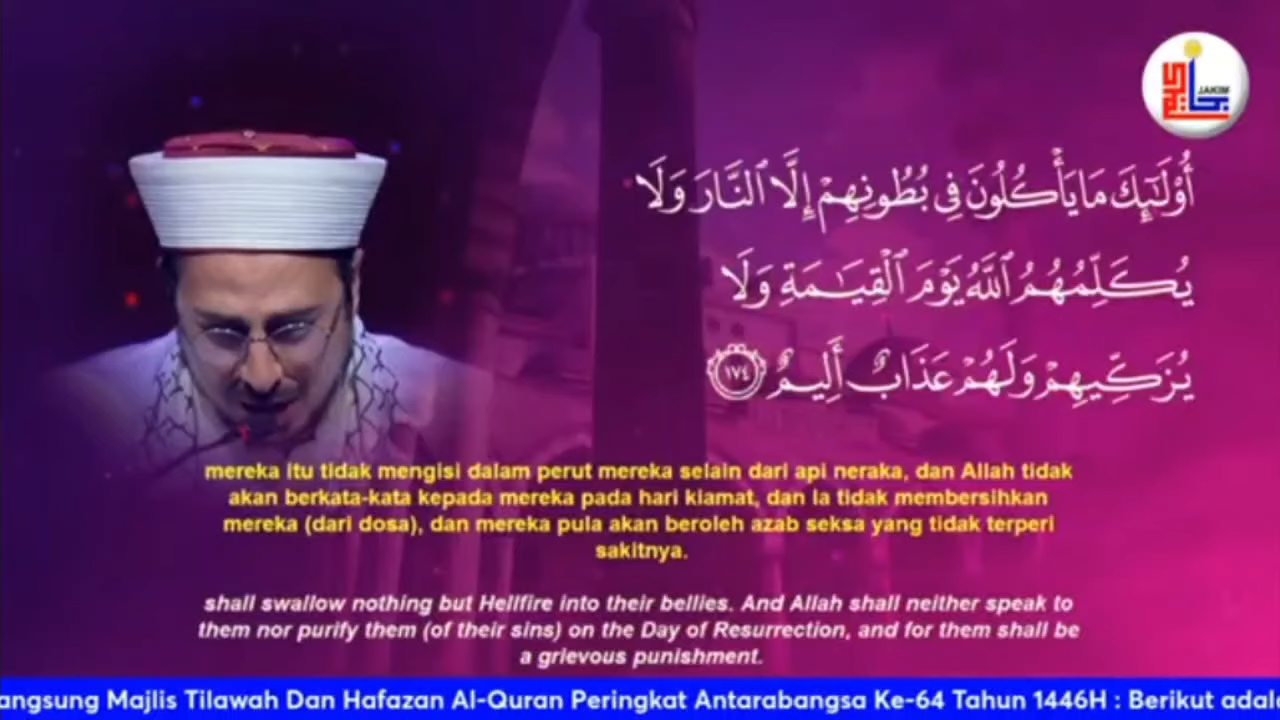 JAKIM
أُوْلَـٰٓئِكَ مَا يَأْكُلُونَ فِى بُطُونِهِمْ إِلَّا ٱلنَّارَ وَلَا
يُكَلِّمُهُمُ ٱللَّهُ يَوْمَ ٱلْقِيَـٰمَةِ وَلَا
يُزَكِّيهِمْ وَلَهُمْ عَذَابٌ أَلِيمٌ ١٧٤
mereka itu tidak mengisi dalam perut mereka selain dari api neraka, dan Allah tidak
akan berkata-kata kepada mereka pada hari kiamat, dan Ia tidak membersihkan
mereka (dari dosa), dan mereka pula akan beroleh azab seksa yang tidak terperi
sakitnya.
shall swallow nothing but Hellfire into their bellies. And Allah shall neither speak to
them nor purify them (of their sins) on the Day of Resurrection, and for them shall be
a grievous punishment.
angsung Majlis Tilawah Dan Hafazan Al-Quran Peringkat Antarabangsa Ke-64 Tahun 1446H : Berikut adal